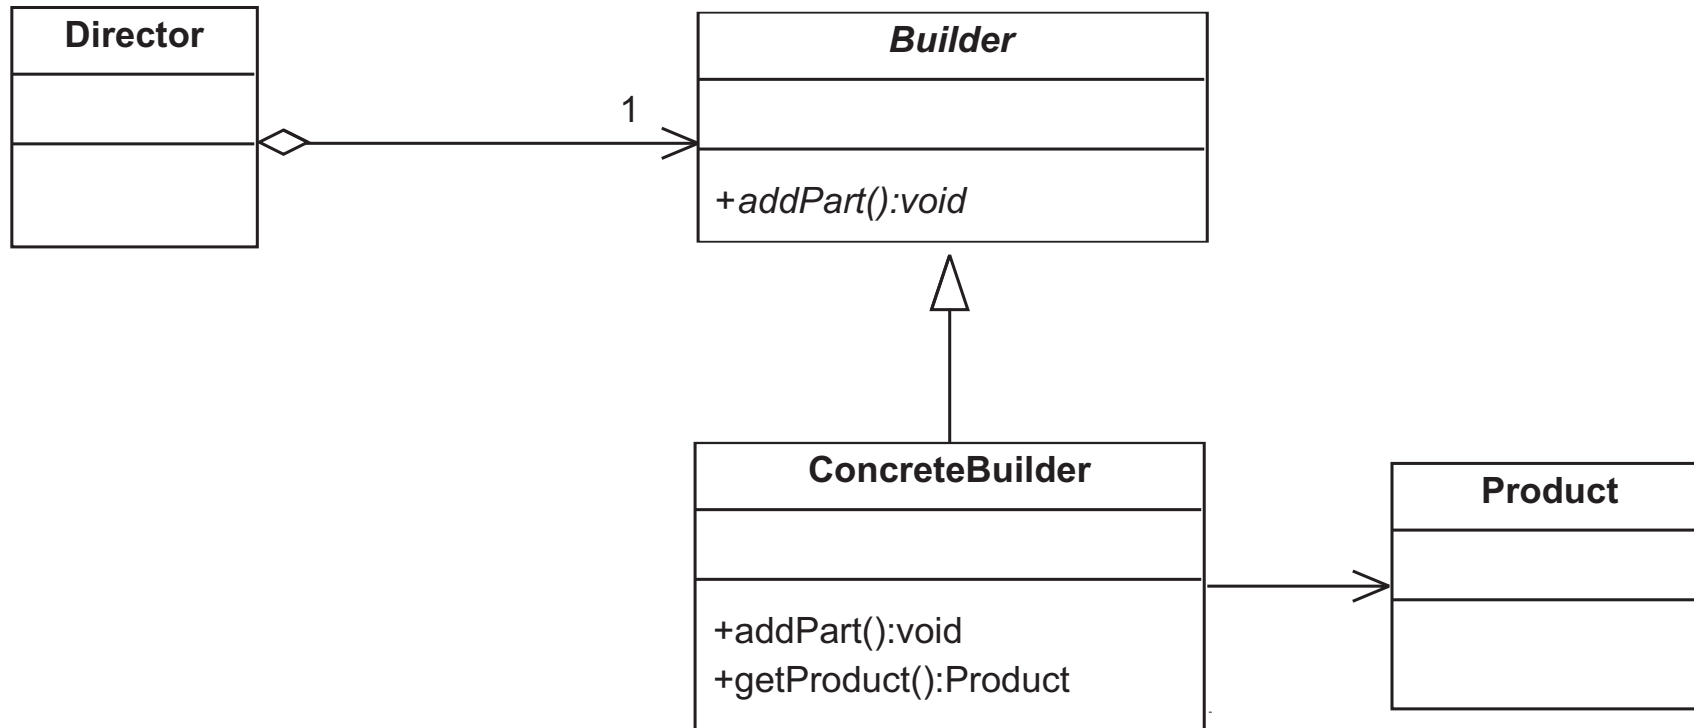 Director
Builder
1
+addPart():void
ConcreteBuilder
Product
+addPart():void
+getProduct():Product